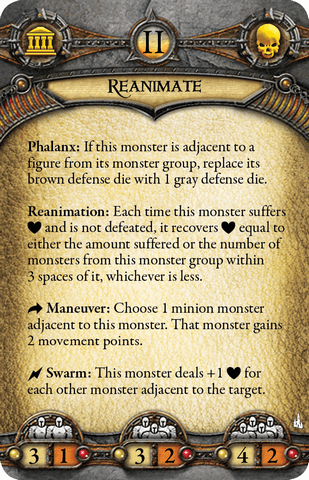 II
REANIMATE
Phalanx: If this monster is adjacent to a
figure from its monster group, replace its
brown defense die with 1 gray defense die.
Reanimation: Each time this monster suffers
♥ and is not defeated, it recovers ♥ equal to
either the amount suffered or the number of
monsters from this monster group within
3 spaces of it, whichever is less.
Maneuver: Choose 1 minion monster
adjacent to this monster. That monster gains
2 movement points.
Swarm: This monster deals +1 ♥ for
each other monster adjacent to the target.
3 1 3 2 4 2